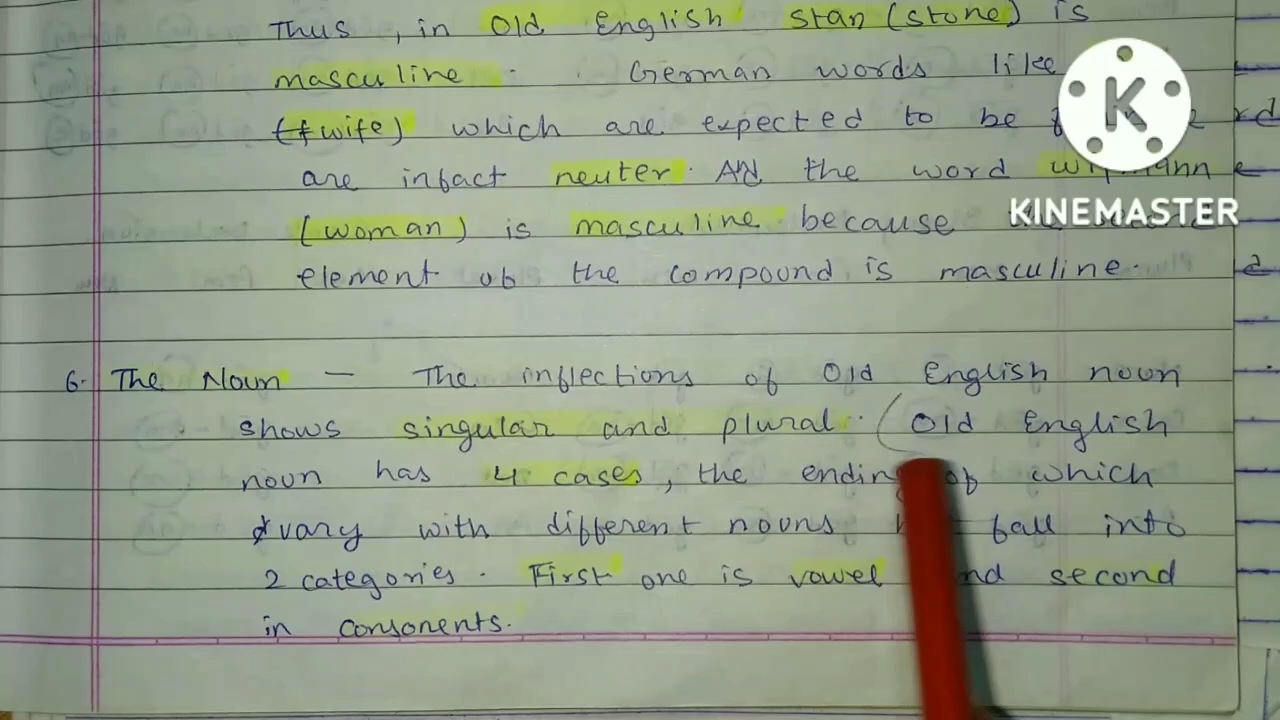 Thus , in Old English stan (stone) is
masculine . German words like
(wife) which are expected to be
are infact neuter. And the word
(woman) is masculine because
element of the compound is masculine.
6. The Noun — The inflections of Old English noun
shows singular and plural. (Old English
noun has 4 cases, the ending of which
vary with different nouns fall into
2 categories. First one is vowel and second
in consonents.
K
KINEMASTER